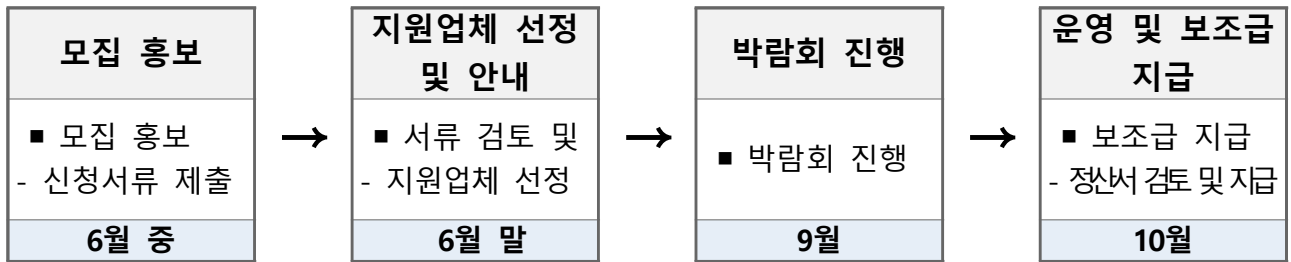 모집 홍보
■ 모집 홍보
- 신청서류 제출
6월 중
→
지원업체 선정
및 안내
■ 서류 검토 및
- 지원업체 선정
6월 말
→
박람회 진행
■ 박람회 진행
9월
→
운영 및 보조급
지급
■ 보조급 지급
- 정산서 검토 및 지급
10월